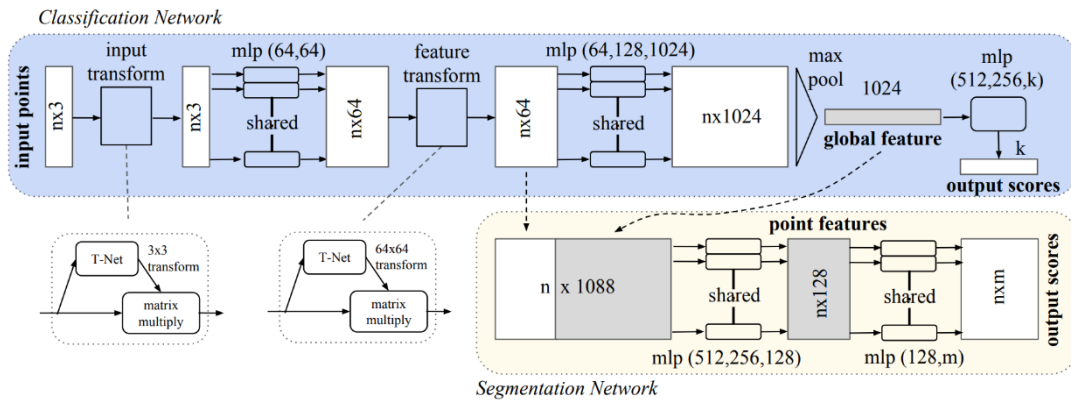 Classification Network
input points
nx3
input
transform
nx3
mlp (64,64)
shared
nx64
feature
transform
nx64
mlp (64,128,1024)
shared
nx1024
max
pool
1024
global feature
mlp
(512,256,k)
k
output scores
T-Net
3x3
transform
matrix
multiply
T-Net
64x64
transform
matrix
multiply
point features
n x 1088
shared
mlp (512,256,128)
nx128
shared
mlp (128,m)
nxm
output scores
Segmentation Network